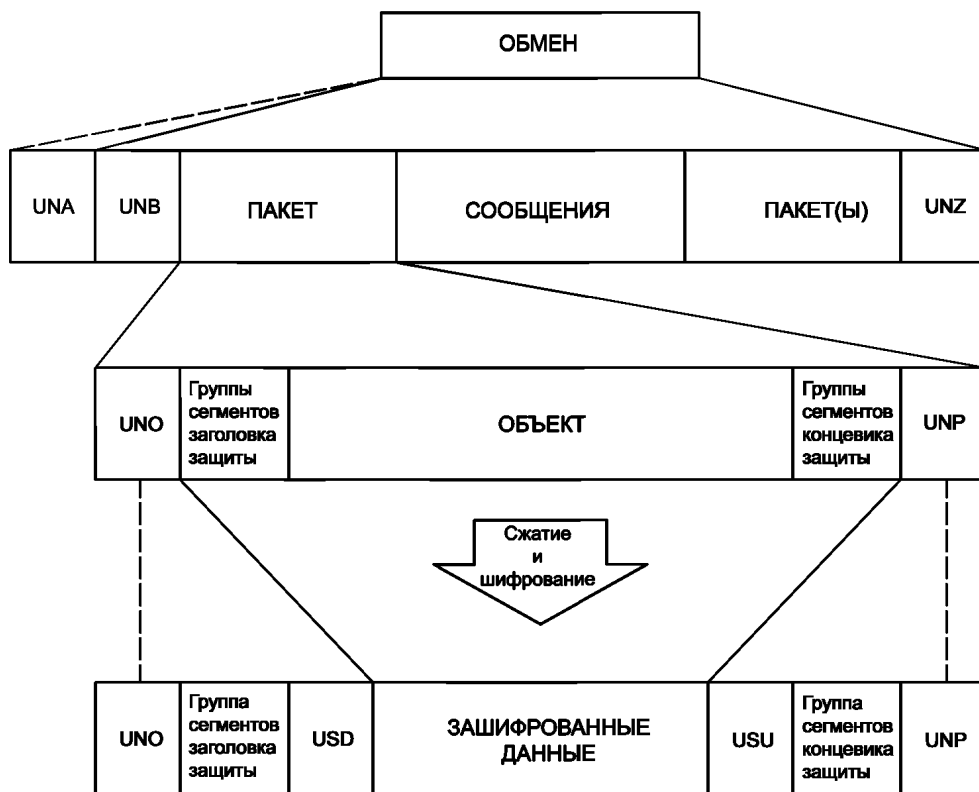 ОБМЕН
UNA
UNB
ПАКЕТ
СООБЩЕНИЯ
ПАКЕТ(Ы)
UNZ
UNO
Группы
сегментов
заголовка
защиты
ОБЪЕКТ
Группы
сегментов
концевика
защиты
UNP
Сжатие
и
шифрование
UNO
Группа
сегментов
заголовка
защиты
USD
ЗАШИФРОВАННЫЕ
ДАННЫЕ
USU
Группа
сегментов
концевика
защиты
UNP